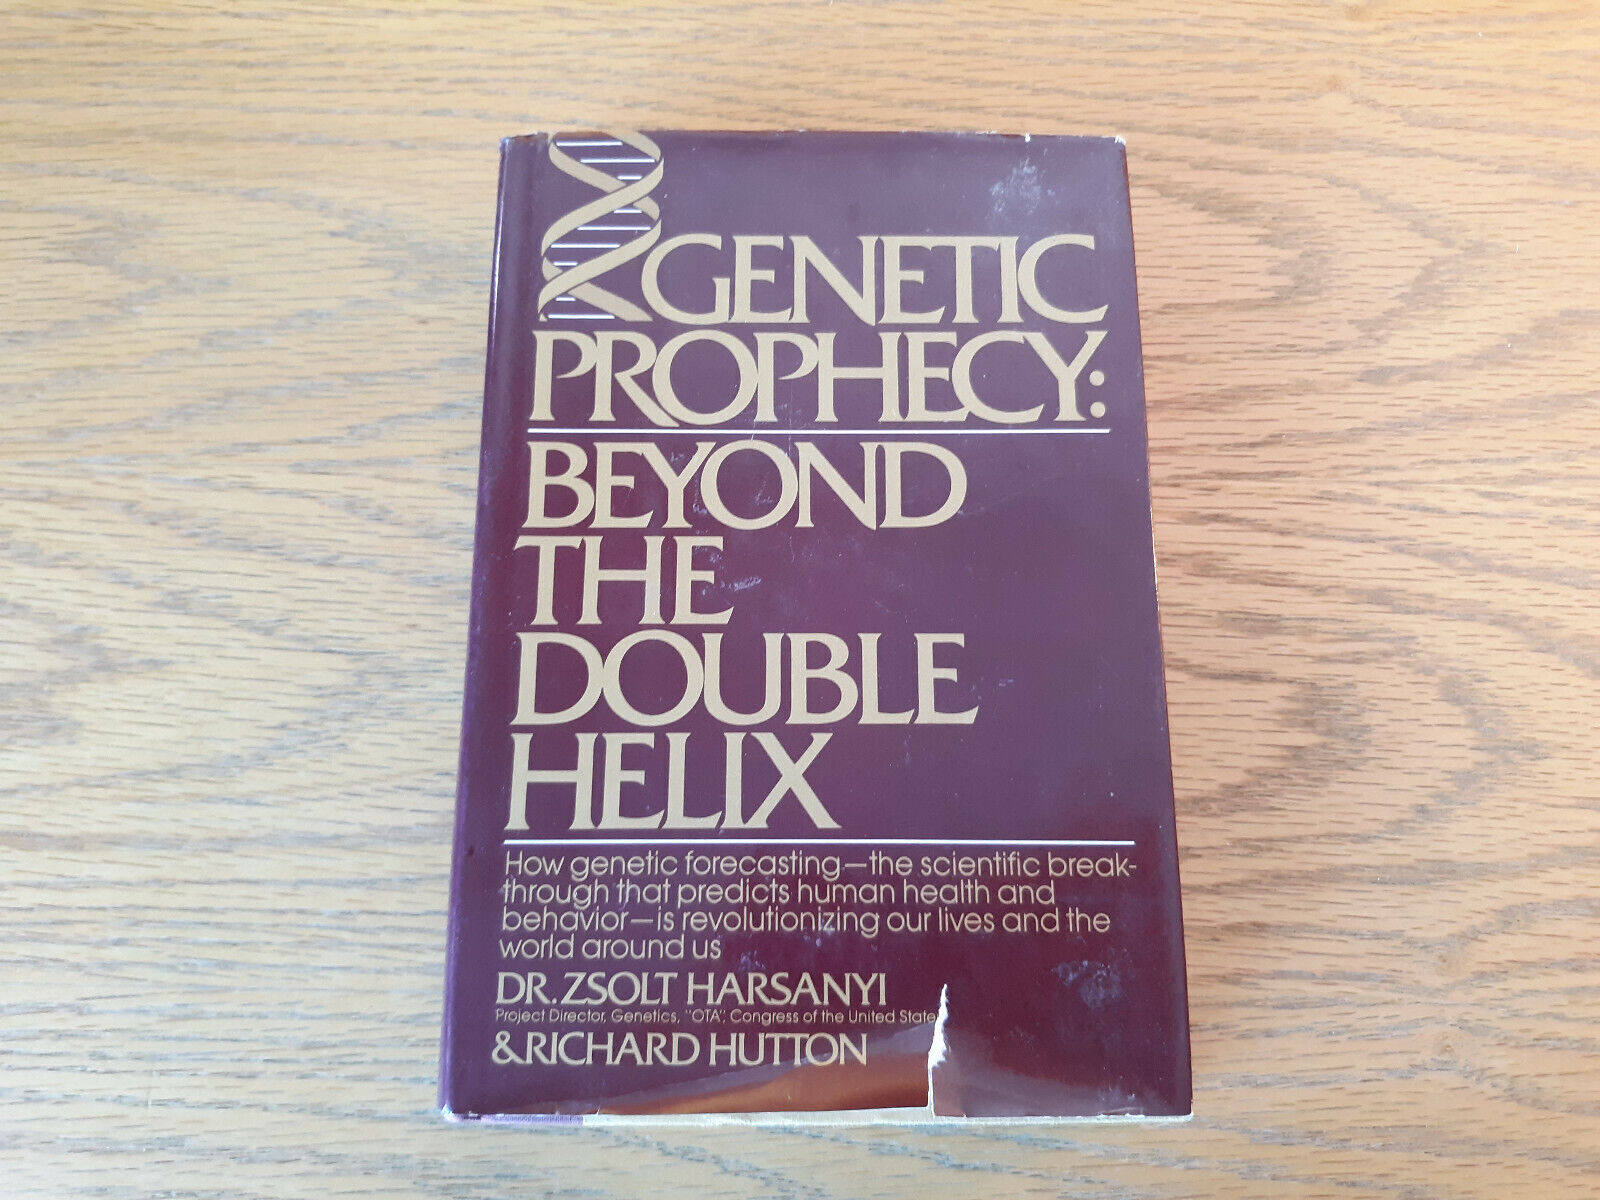 GENETIC
PROPHECY:
BEYOND
THE
DOUBLE
HELIX
How genetic forecasting—the scientific break-
through that predicts human health and
behavior—is revolutionizing our lives and the
world around us
DR. ZSOLT HARSANYI
Project Director, Genetics, "OTA", Congress of the United State
& RICHARD HUTTON